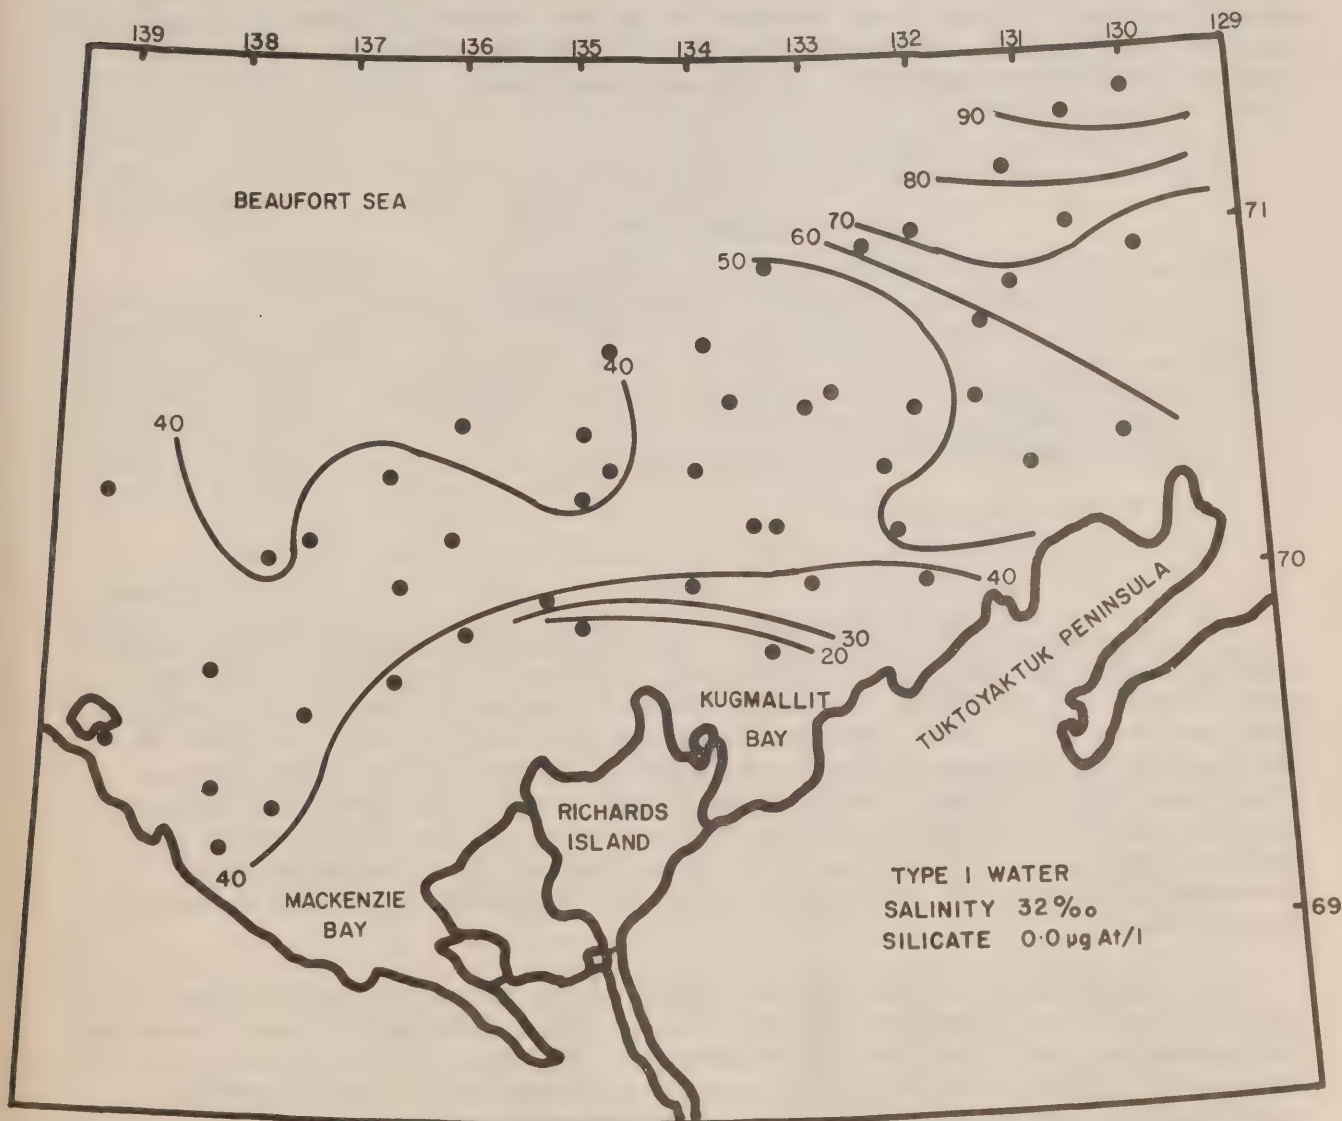 139 138 137 136 135 134 133 132 131 130 129
90
80
BEAUFORT SEA
71
70
60
50
40
40
70
40
30
20
TUKTOYAKTUK PENINSULA
KUGMALLIT
BAY
RICHARDS
ISLAND
40
MACKENZIE
BAY
TYPE I WATER
SALINITY 32‰
SILICATE 0·0 µg At/l
69